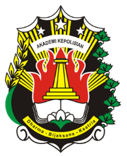 AKADEMI KEPOLISIAN
Dharma - Bijaksana - Ksatria